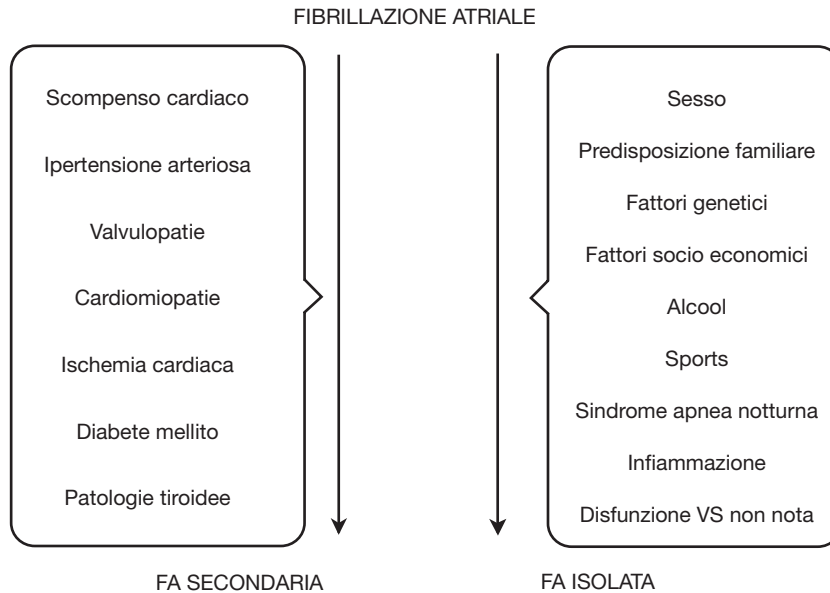 FIBRILLAZIONE ATRIALE
Scompenso cardiaco
Ipertensione arteriosa
Valvulopatie
Cardiomiopatie
Ischemia cardiaca
Diabete mellito
Patologie tiroidee
Sesso
Predisposizione familiare
Fattori genetici
Fattori socio economici
Alcool
Sports
Sindrome apnea notturna
Infiammazione
Disfunzione VS non nota
FA SECONDARIA
FA ISOLATA